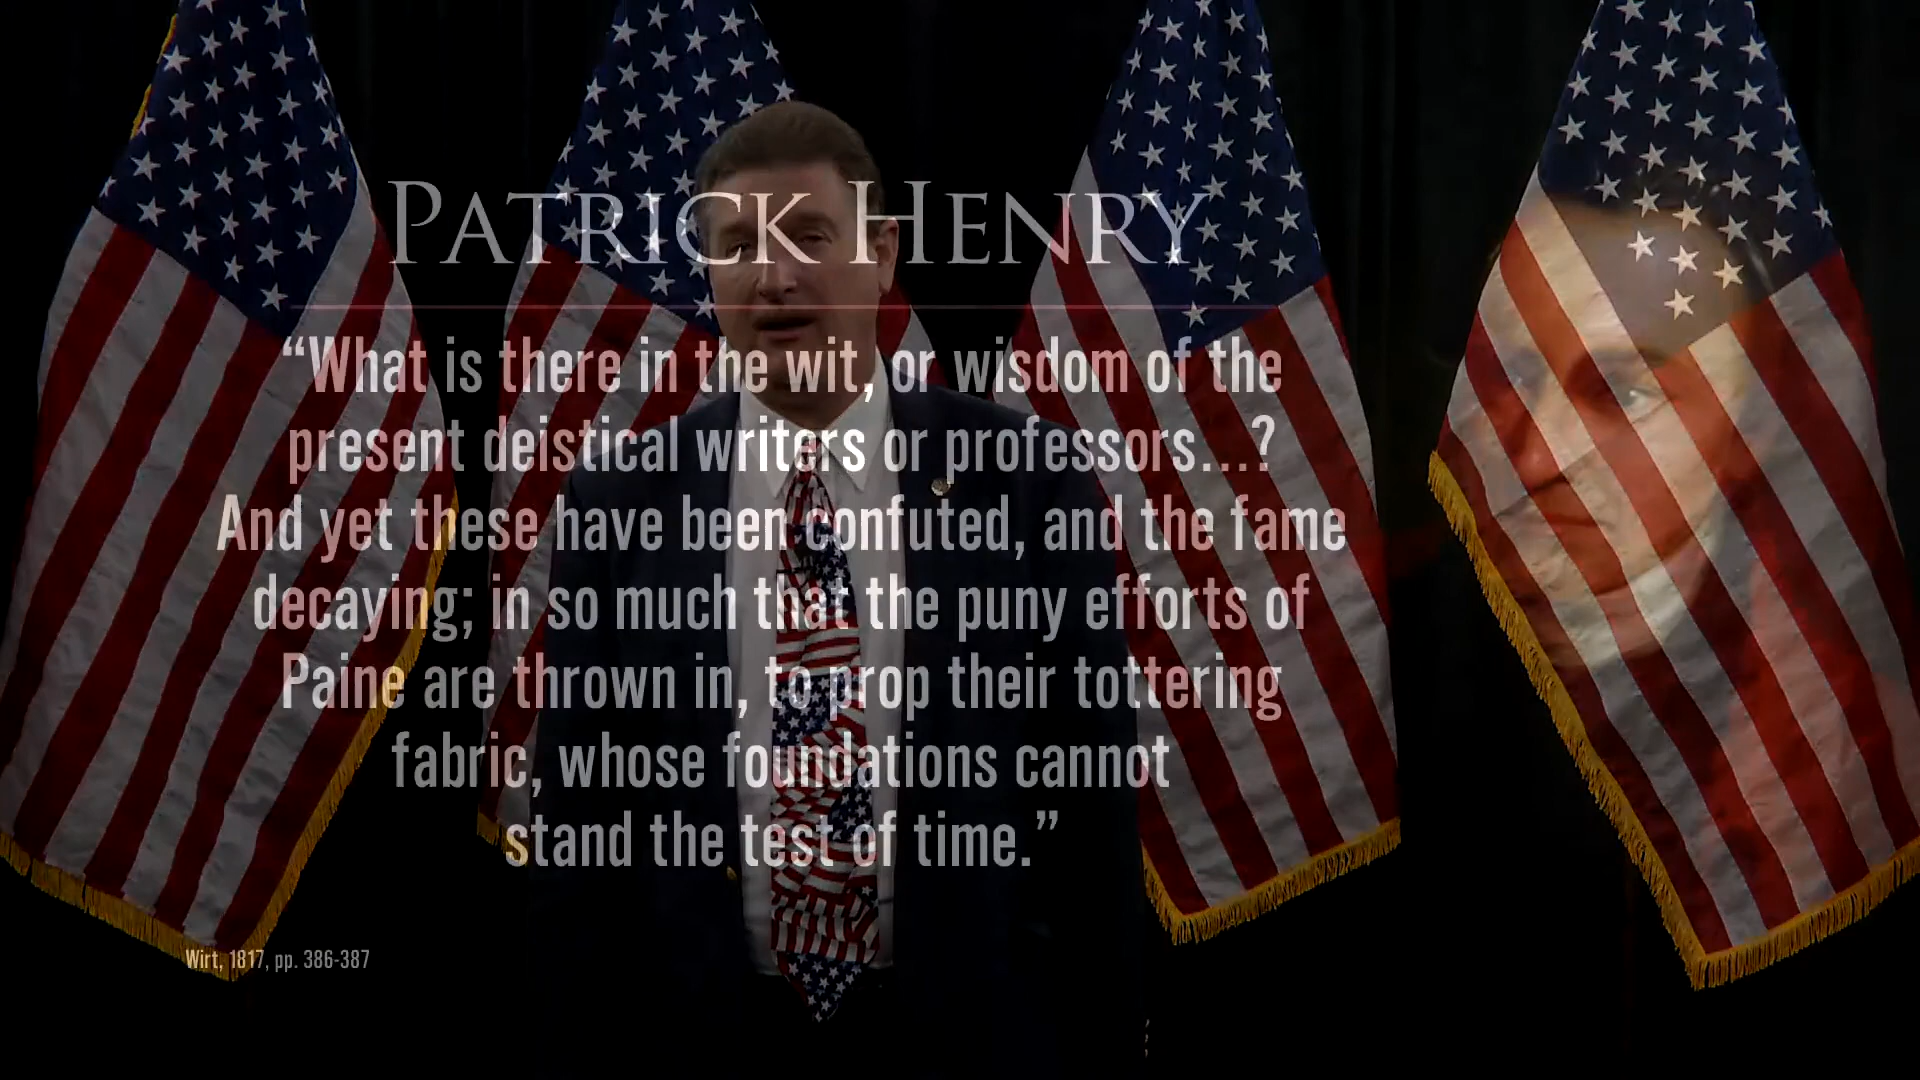 PATRICK HENRY
“What is there in the wit, or wisdom of the
present deistical writers or professors...?
And yet these have been confuted, and the fame
decaying; in so much that the puny efforts of
Paine are thrown in, to prop their tottering
fabric, whose foundations cannot
stand the test of time.”
Wirt, 1817, pp. 386-387